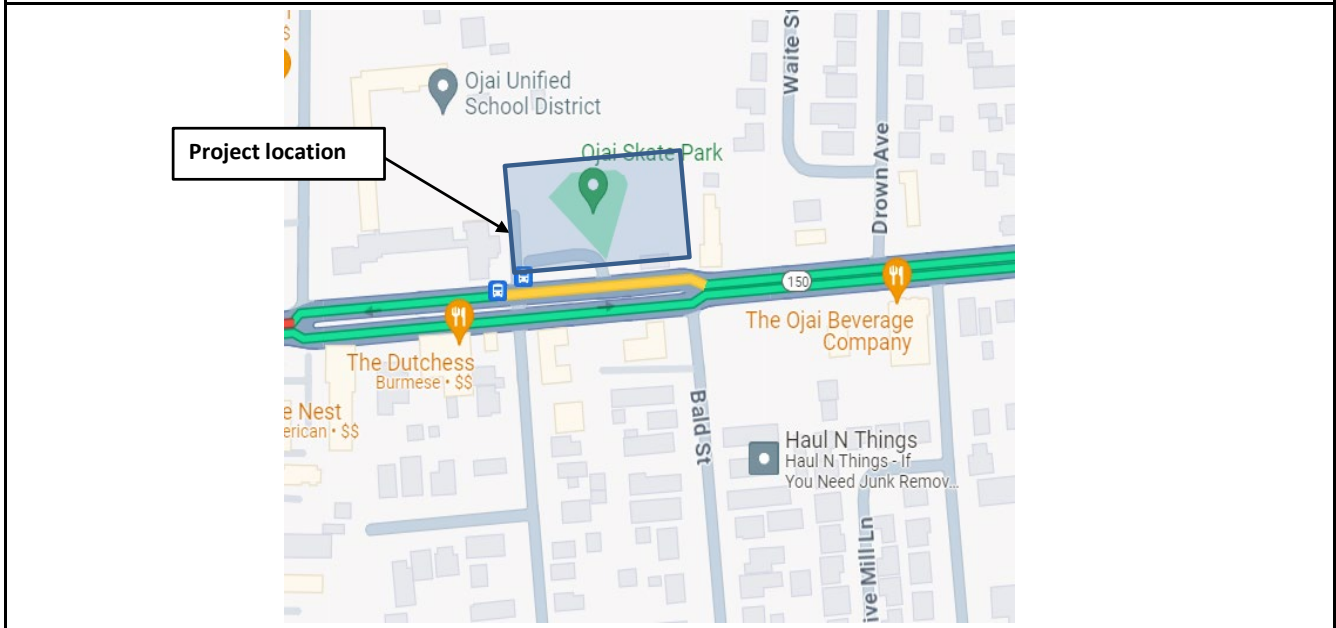 $
Ojai Unified
School District
Waite St
Project location
Ojai Skate Park
Drown Ave
150
The Ojai Beverage
Company
The Dutchess
Burmese • $$
e Nest
erican • $$
Bald St
Haul N Things
Haul N Things - If
You Need Junk Remov...
ive Mill Ln